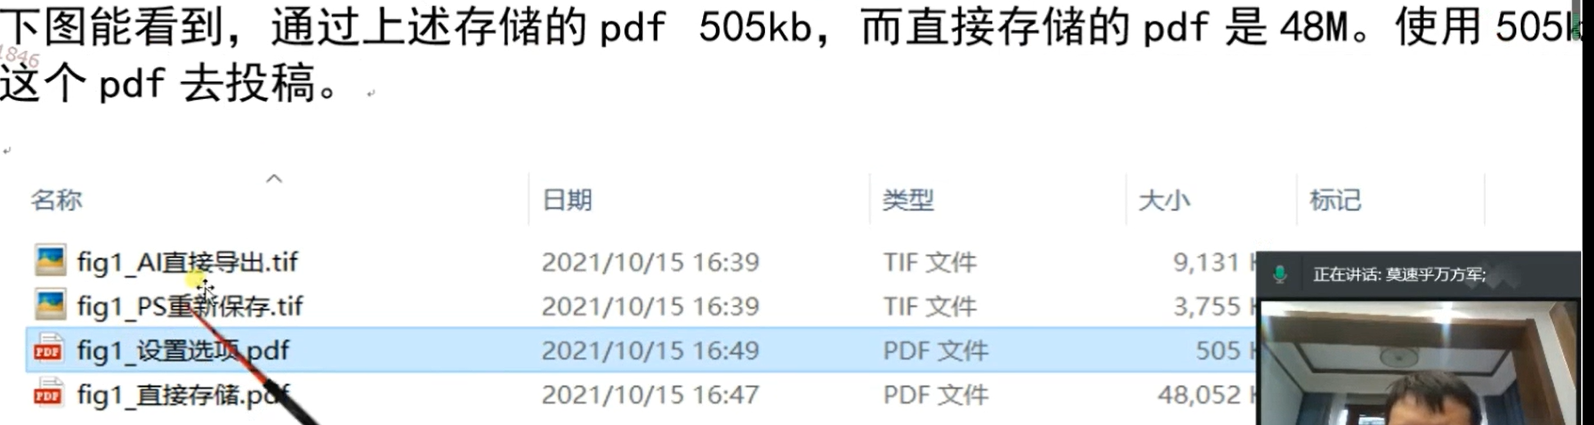 下图能看到，通过上述存储的 pdf 505kb，而直接存储的 pdf 是 48M。使用 505k
1846
这个 pdf 去投稿。
名称 日期 类型 大小 标记
fig1_AI直接导出.tif 2021/10/15 16:39 TIF 文件 9,131
fig1_PS重新保存.tif 2021/10/15 16:39 TIF 文件 3,755
正在讲话: 莫速乎万方军;
fig1_设置选项.pdf 2021/10/15 16:49 PDF 文件 505
fig1_直接存储.pdf 2021/10/15 16:47 PDF 文件 48,052